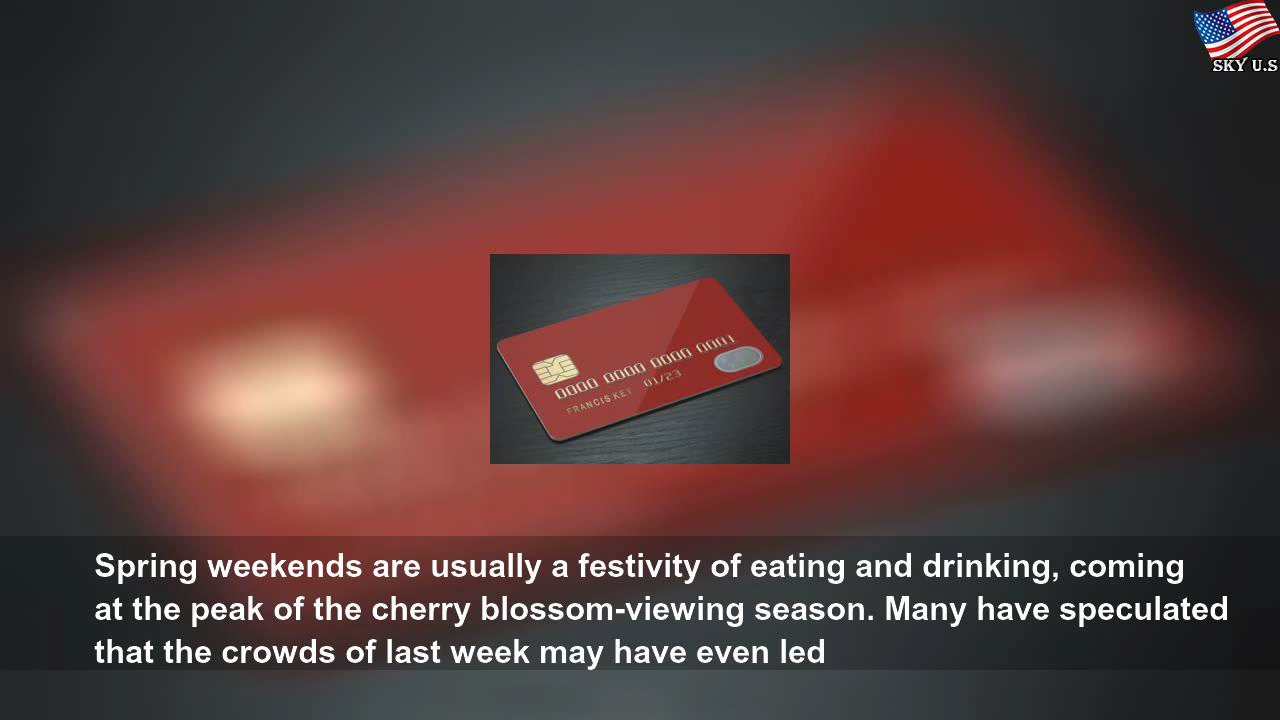 SKY U.S
0000 0000 0000 0001
01/23
FRANCIS KEY
Spring weekends are usually a festivity of eating and drinking, coming
at the peak of the cherry blossom-viewing season. Many have speculated
that the crowds of last week may have even led